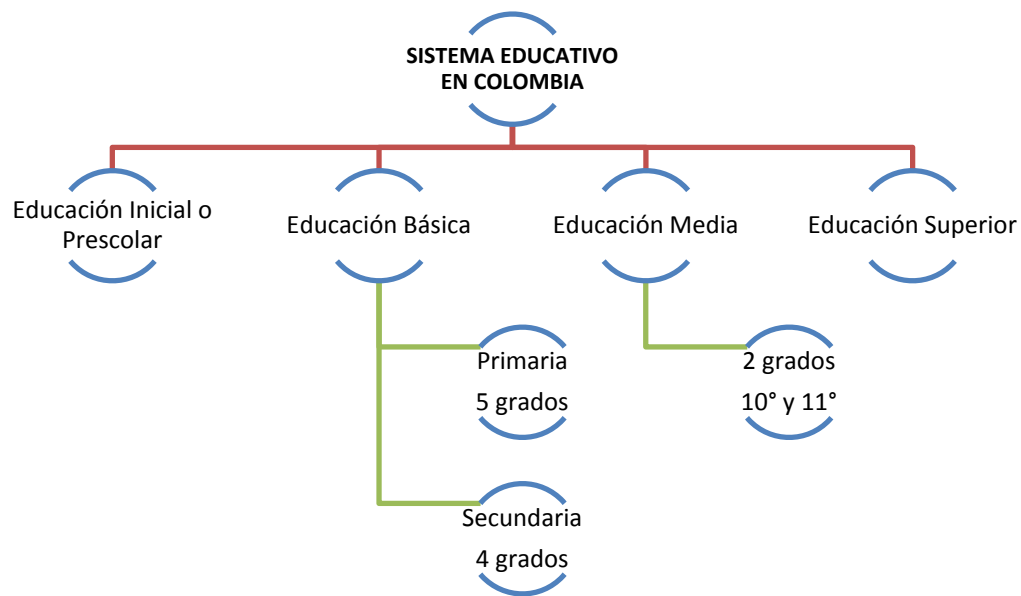 SISTEMA EDUCATIVO
EN COLOMBIA
Educación Inicial o
Prescolar
Educación Básica
Educación Media
Educación Superior
Primaria
5 grados
2 grados
10° y 11°
Secundaria
4 grados